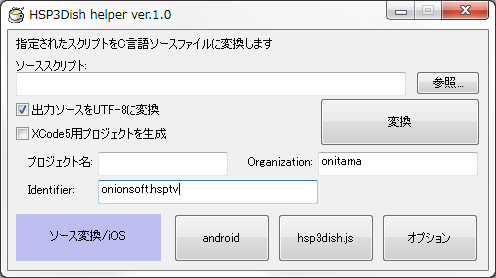 HSP3Dish helper ver.1.0
指定されたスクリプトをC言語ソースファイルに変換します
ソーススクリプト:
参照...
出力ソースをUTF-8に変換
変換
XCode5用プロジェクトを生成
プロジェクト名: Organization: onitama
Identifier: onionsoft.hsptv
ソース変換/iOS android hsp3dish.js オプション